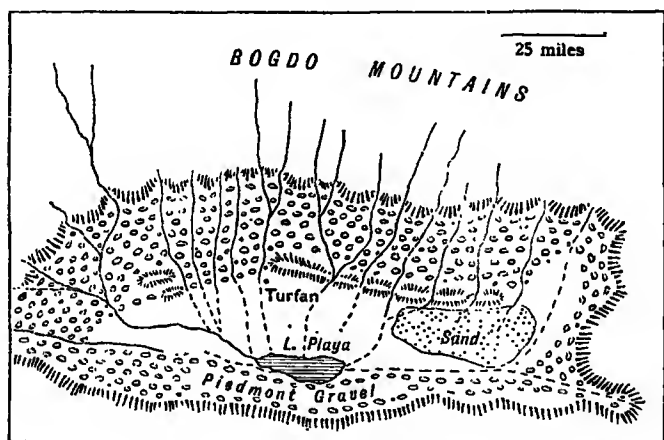 25 miles
BOGDO MOUNTAINS
Turfan
L. Playa
Sand.
Piedmont Gravel